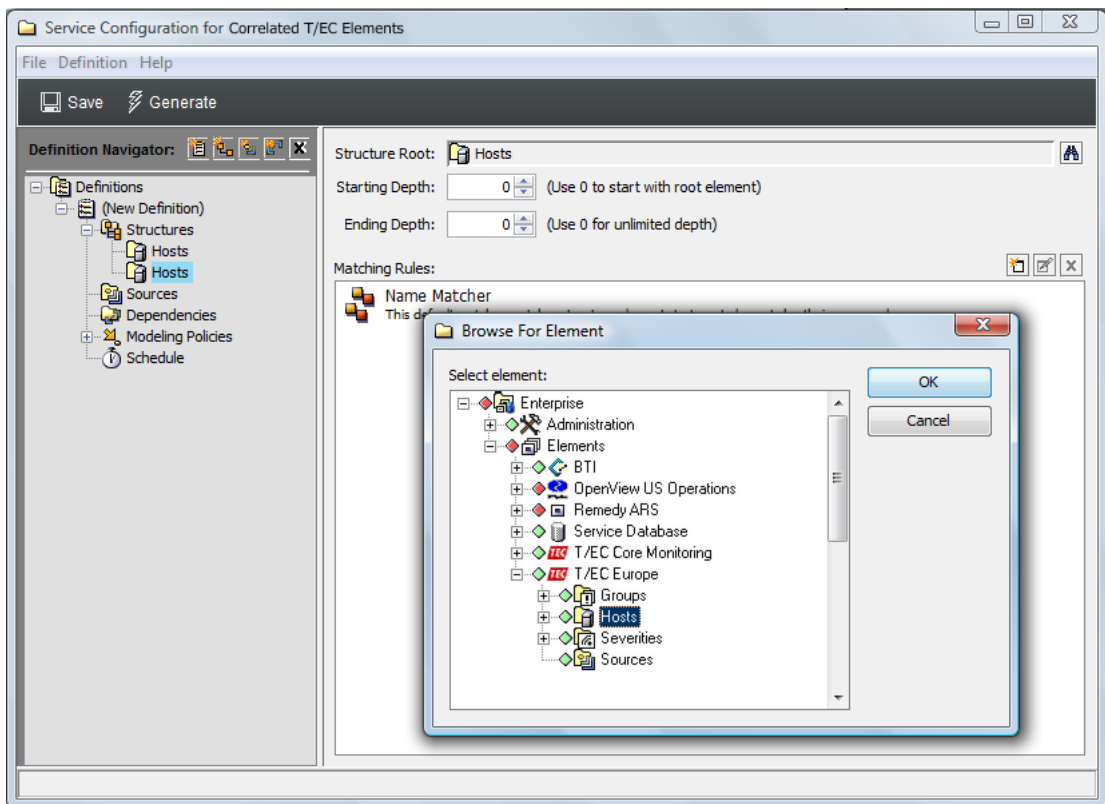 Service Configuration for Correlated T/EC Elements
File Definition Help
Save Generate
Definition Navigator:
Definitions
(New Definition)
Structures
Hosts
Hosts
Sources
Dependencies
Modeling Policies
Schedule
Structure Root: Hosts
Starting Depth: 0 (Use 0 to start with root element)
Ending Depth: 0 (Use 0 for unlimited depth)
Matching Rules:
Name Matcher
This
Browse For Element
Select element:
Enterprise
Administration
Elements
BTI
OpenView US Operations
Remedy ARS
Service Database
TEC T/EC Core Monitoring
TEC T/EC Europe
Groups
Hosts
Severities
Sources
OK
Cancel